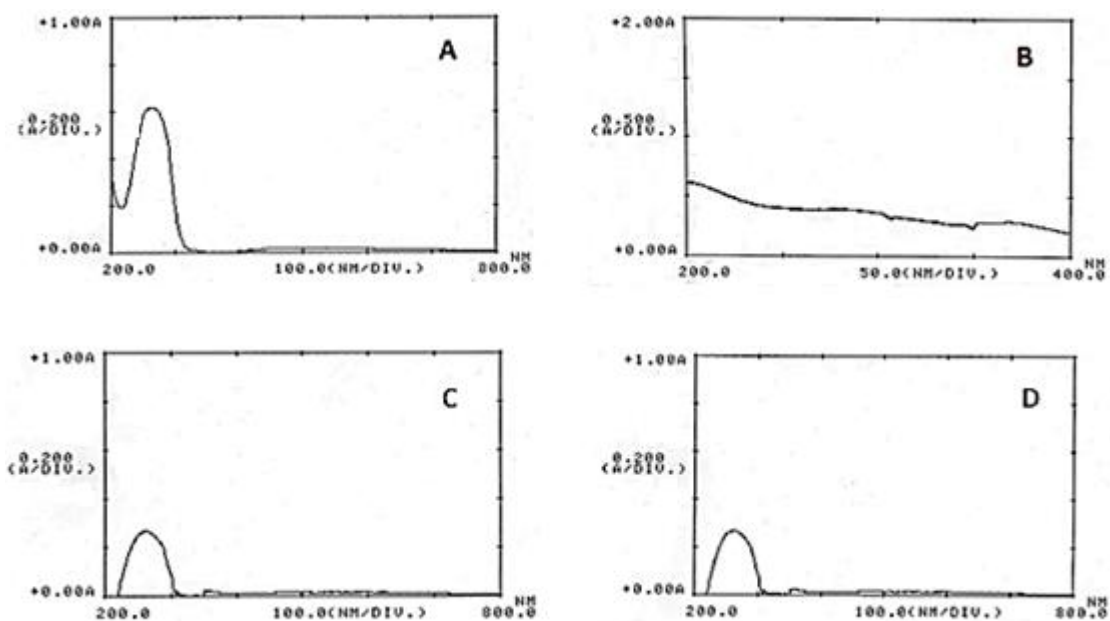 +1.00A
A
0.200
(A/DIV.)
+0.00A
200.0
100.0(NM/DIV.)
800.0
NM
+2.00A
B
0.500
(A/DIV.)
+0.00A
200.0
50.0(NM/DIV.)
400.0
NM
+1.00A
C
0.200
(A/DIV.)
+0.00A
200.0
100.0(NM/DIV.)
800.0
NM
+1.00A
D
0.200
(A/DIV.)
+0.00A
200.0
100.0(NM/DIV.)
800.0
NM